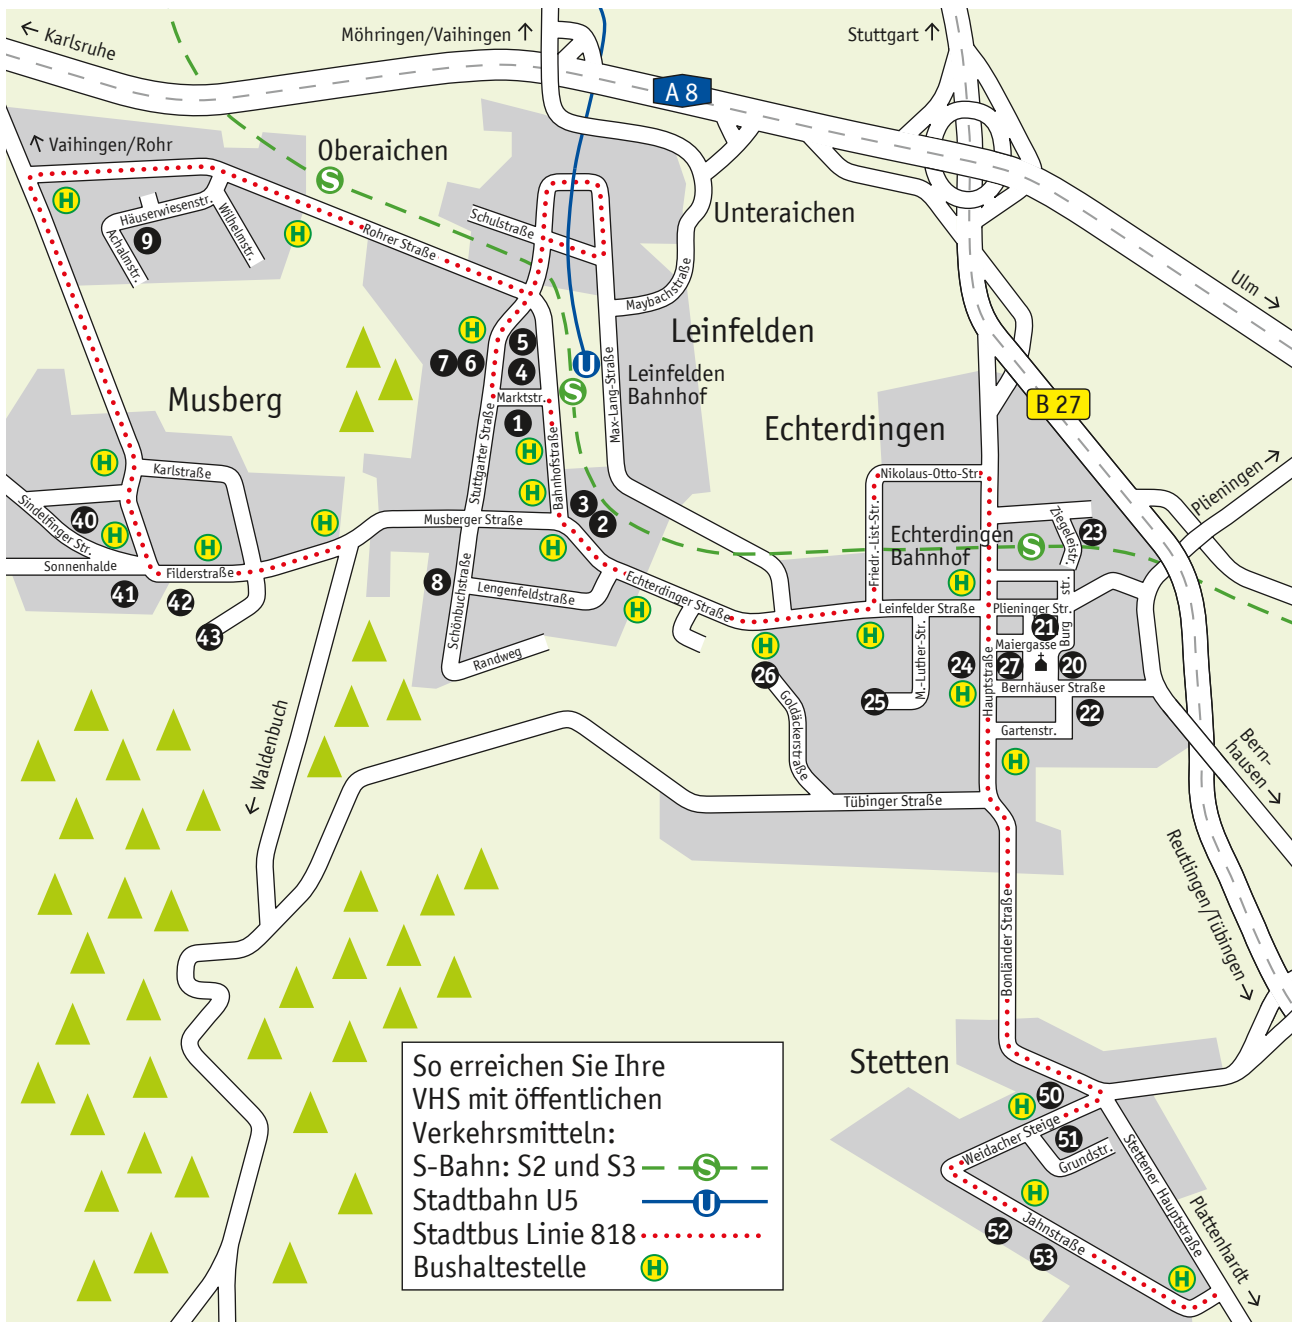 ← Karlsruhe
Möhringen/Vaihingen ↑
Stuttgart ↑
A 8
↑ Vaihingen/Rohr
Oberaichen
S
H
Häuserwiesenstr.
Wilhelmstr.
Achalmstr.
9
H
Rohrer Straße
Schulstraße
Unteraichen
Maybachstraße
Ulm →
Leinfelden
H
7
6
5
4
U
S
Leinfelden
Bahnhof
Max-Lang-Straße
Marktstr.
1
H
H
Stuttgarter Straße
Bahnhofstraße
Musberg
B 27
Echterdingen
H
Karlstraße
Sindelfinger Str.
40
H
H
H
Sonnenhalde
Filderstraße
41
42
43
Musberger Straße
3
2
H
8
Schönbuchstraße
Lengenfeldstraße
Randweg
Echterdinger Straße
H
Nikolaus-Otto-Str.
Friedr.-List-Str.
Echterdingen
Bahnhof
S
Ziegeleistr.
23
Plieningen →
H
Leinfelder Straße
Plieninger Str.
Burg
str.
21
Maiergasse
H
H
26
M.-Luther-Str.
25
24
H
27
20
Hauptstraße
Bernhäuser Straße
22
Gartenstr.
H
Goldäckerstraße
Tübinger Straße
← Waldenbuch
Bern-
hausen →
Reutlingen/Tübingen →
Bonländer Straße
Stetten
H
50
Weidacher Steige
51
Grundstr.
H
52
Jahnstraße
53
Stettener Hauptstraße
H
Plattenhardt →
So erreichen Sie Ihre
VHS mit öffentlichen
Verkehrsmitteln:
S-Bahn: S2 und S3 S
Stadtbahn U5 U
Stadtbus Linie 818
Bushaltestelle H